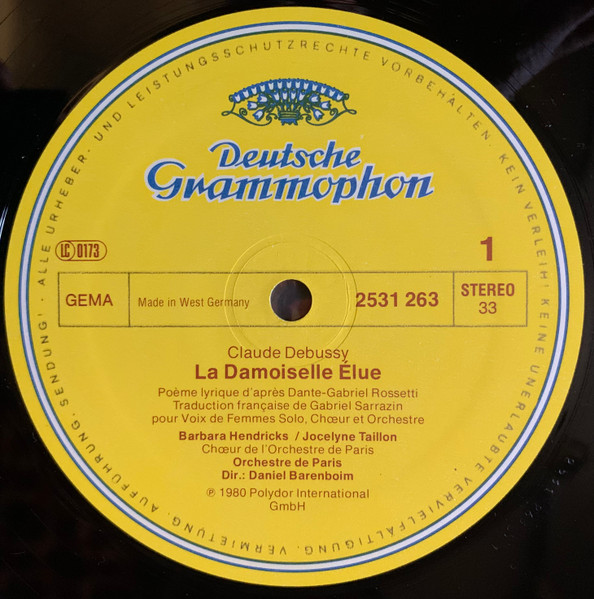 · ALLE URHEBER- UND LEISTUNGSSCHUTZRECHTE VORBEHALTEN. KEIN VERLEIH! KEINE UNERLAUBTE VERVIELFÄLTIGUNG, VERMIETUNG, AUFFÜHRUNG, SENDUNG!
Deutsche
Grammophon
LC 0173
1
GEMA
Made in West Germany
2531 263
STEREO
33
Claude Debussy
La Damoiselle Élue
Poème lyrique d'après Dante-Gabriel Rossetti
Traduction française de Gabriel Sarrazin
pour Voix de Femmes Solo, Chœur et Orchestre
Barbara Hendricks / Jocelyne Taillon
Chœur de l'Orchestre de Paris
Orchestre de Paris
Dir.: Daniel Barenboim
℗ 1980 Polydor International
GmbH